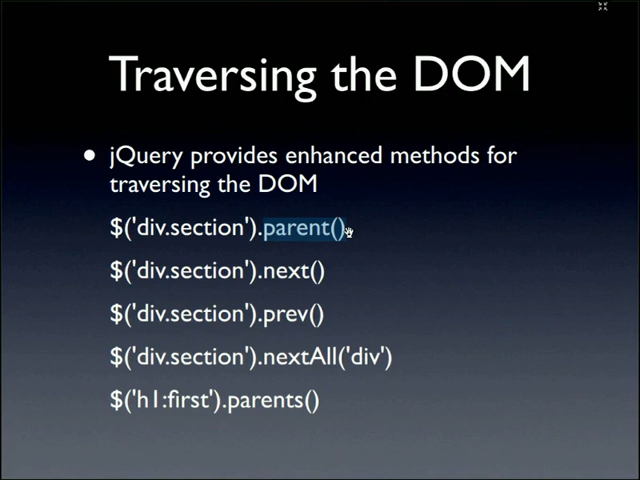 Traversing the DOM
• jQuery provides enhanced methods for
traversing the DOM
$('div.section').parent()
$('div.section').next()
$('div.section').prev()
$('div.section').nextAll('div')
$('h1:first').parents()